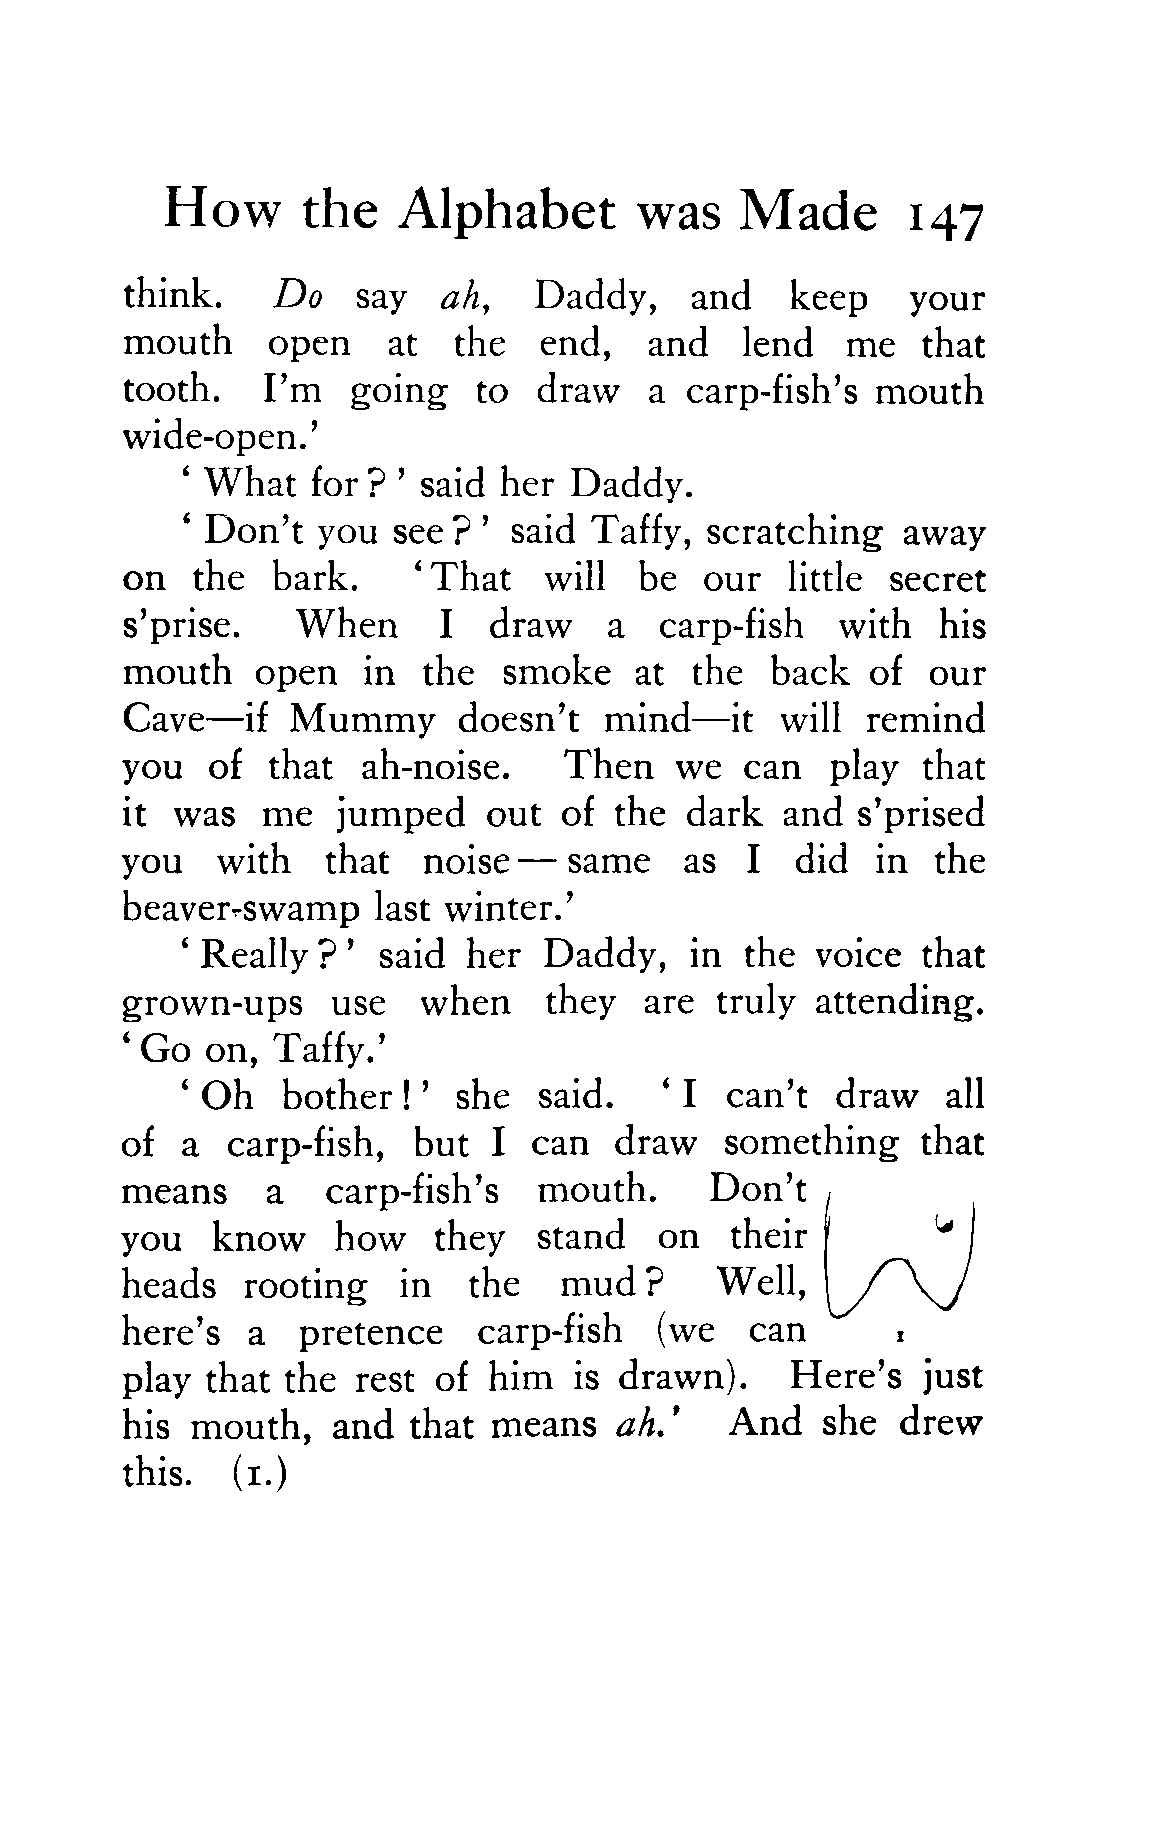 How the Alphabet was Made 147
think. Do say ah, Daddy, and keep your
mouth open at the end, and lend me that
tooth. I'm going to draw a carp-fish's mouth
wide-open.'
' What for? ' said her Daddy.
' Don't you see? ' said Taffy, scratching away
on the bark. 'That will be our little secret
s'prise. When I draw a carp-fish with his
mouth open in the smoke at the back of our
Cave—if Mummy doesn't mind—it will remind
you of that ah-noise. Then we can play that
it was me jumped out of the dark and s'prised
you with that noise — same as I did in the
beaver-swamp last winter.'
' Really? ' said her Daddy, in the voice that
grown-ups use when they are truly attending.
' Go on, Taffy.'
' Oh bother! ' she said. ' I can't draw all
of a carp-fish, but I can draw something that
means a carp-fish's mouth. Don't
you know how they stand on their
heads rooting in the mud? Well,
here's a pretence carp-fish (we can
1
play that the rest of him is drawn). Here's just
his mouth, and that means ah.' And she drew
this. (1.)